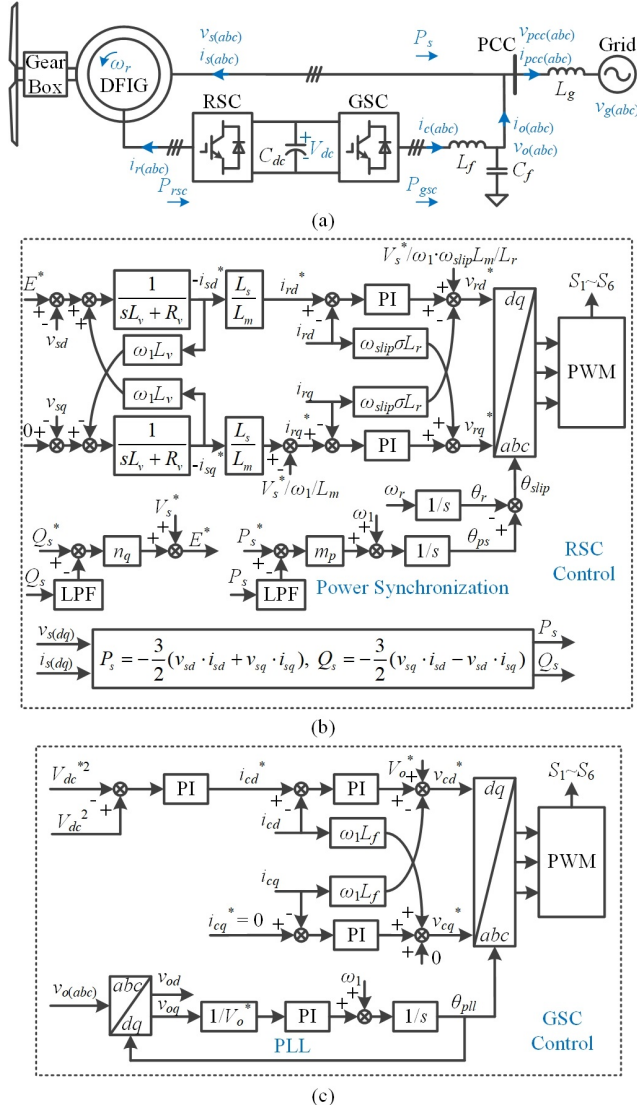 v_s(abc)
i_s(abc)
P_s
v_pcc(abc)
i_pcc(abc)
PCC
Grid
Gear
Box
ω_r
DFIG
RSC
GSC
L_g
v_g(abc)
i_c(abc)
i_o(abc)
v_o(abc)
C_dc
+
-
V_dc
i_r(abc)
P_rsc
P_gsc
L_f
C_f
(a)
V_s^*/ω_1·ω_slip L_m/L_r
E^*
+
-
v_sd
+
+
1/(sL_v + R_v)
-i_sd^*
L_s/L_m
i_rd^*
+
-
i_rd
PI
+
+
-
v_rd^*
dq
S_1~S_6
ω_1L_v
ω_slip σL_r
PWM
ω_1L_v
i_rq
ω_slip σL_r
v_sq
0
+
-
+
-
1/(sL_v + R_v)
-i_sq^*
L_s/L_m
+
-
i_rq^*
+
-
PI
+
+
v_rq^*
abc
V_s^*/ω_1/L_m
ω_r
1/s
θ_r
-
+
θ_slip
Q_s^*
+
-
n_q
V_s^*
+
+
E^*
Q_s
LPF
P_s^*
+
-
m_p
ω_1
+
+
1/s
θ_ps
P_s
LPF
Power Synchronization
RSC
Control
v_s(dq)
i_s(dq)
P_s = -3/2(v_sd · i_sd + v_sq · i_sq), Q_s = -3/2(v_sq · i_sd - v_sd · i_sq)
P_s
Q_s
(b)
V_dc^*2
-
+
V_dc^2
PI
i_cd^*
+
-
i_cd
PI
V_o^*
+
+
-
v_cd^*
dq
S_1~S_6
ω_1L_f
PWM
i_cq
ω_1L_f
i_cq^* = 0
+
-
PI
+
+
+
0
v_cq^*
abc
v_o(abc)
abc
dq
v_od
v_oq
1/V_o^*
PI
ω_1
+
+
1/s
θ_pll
PLL
GSC
Control
(c)